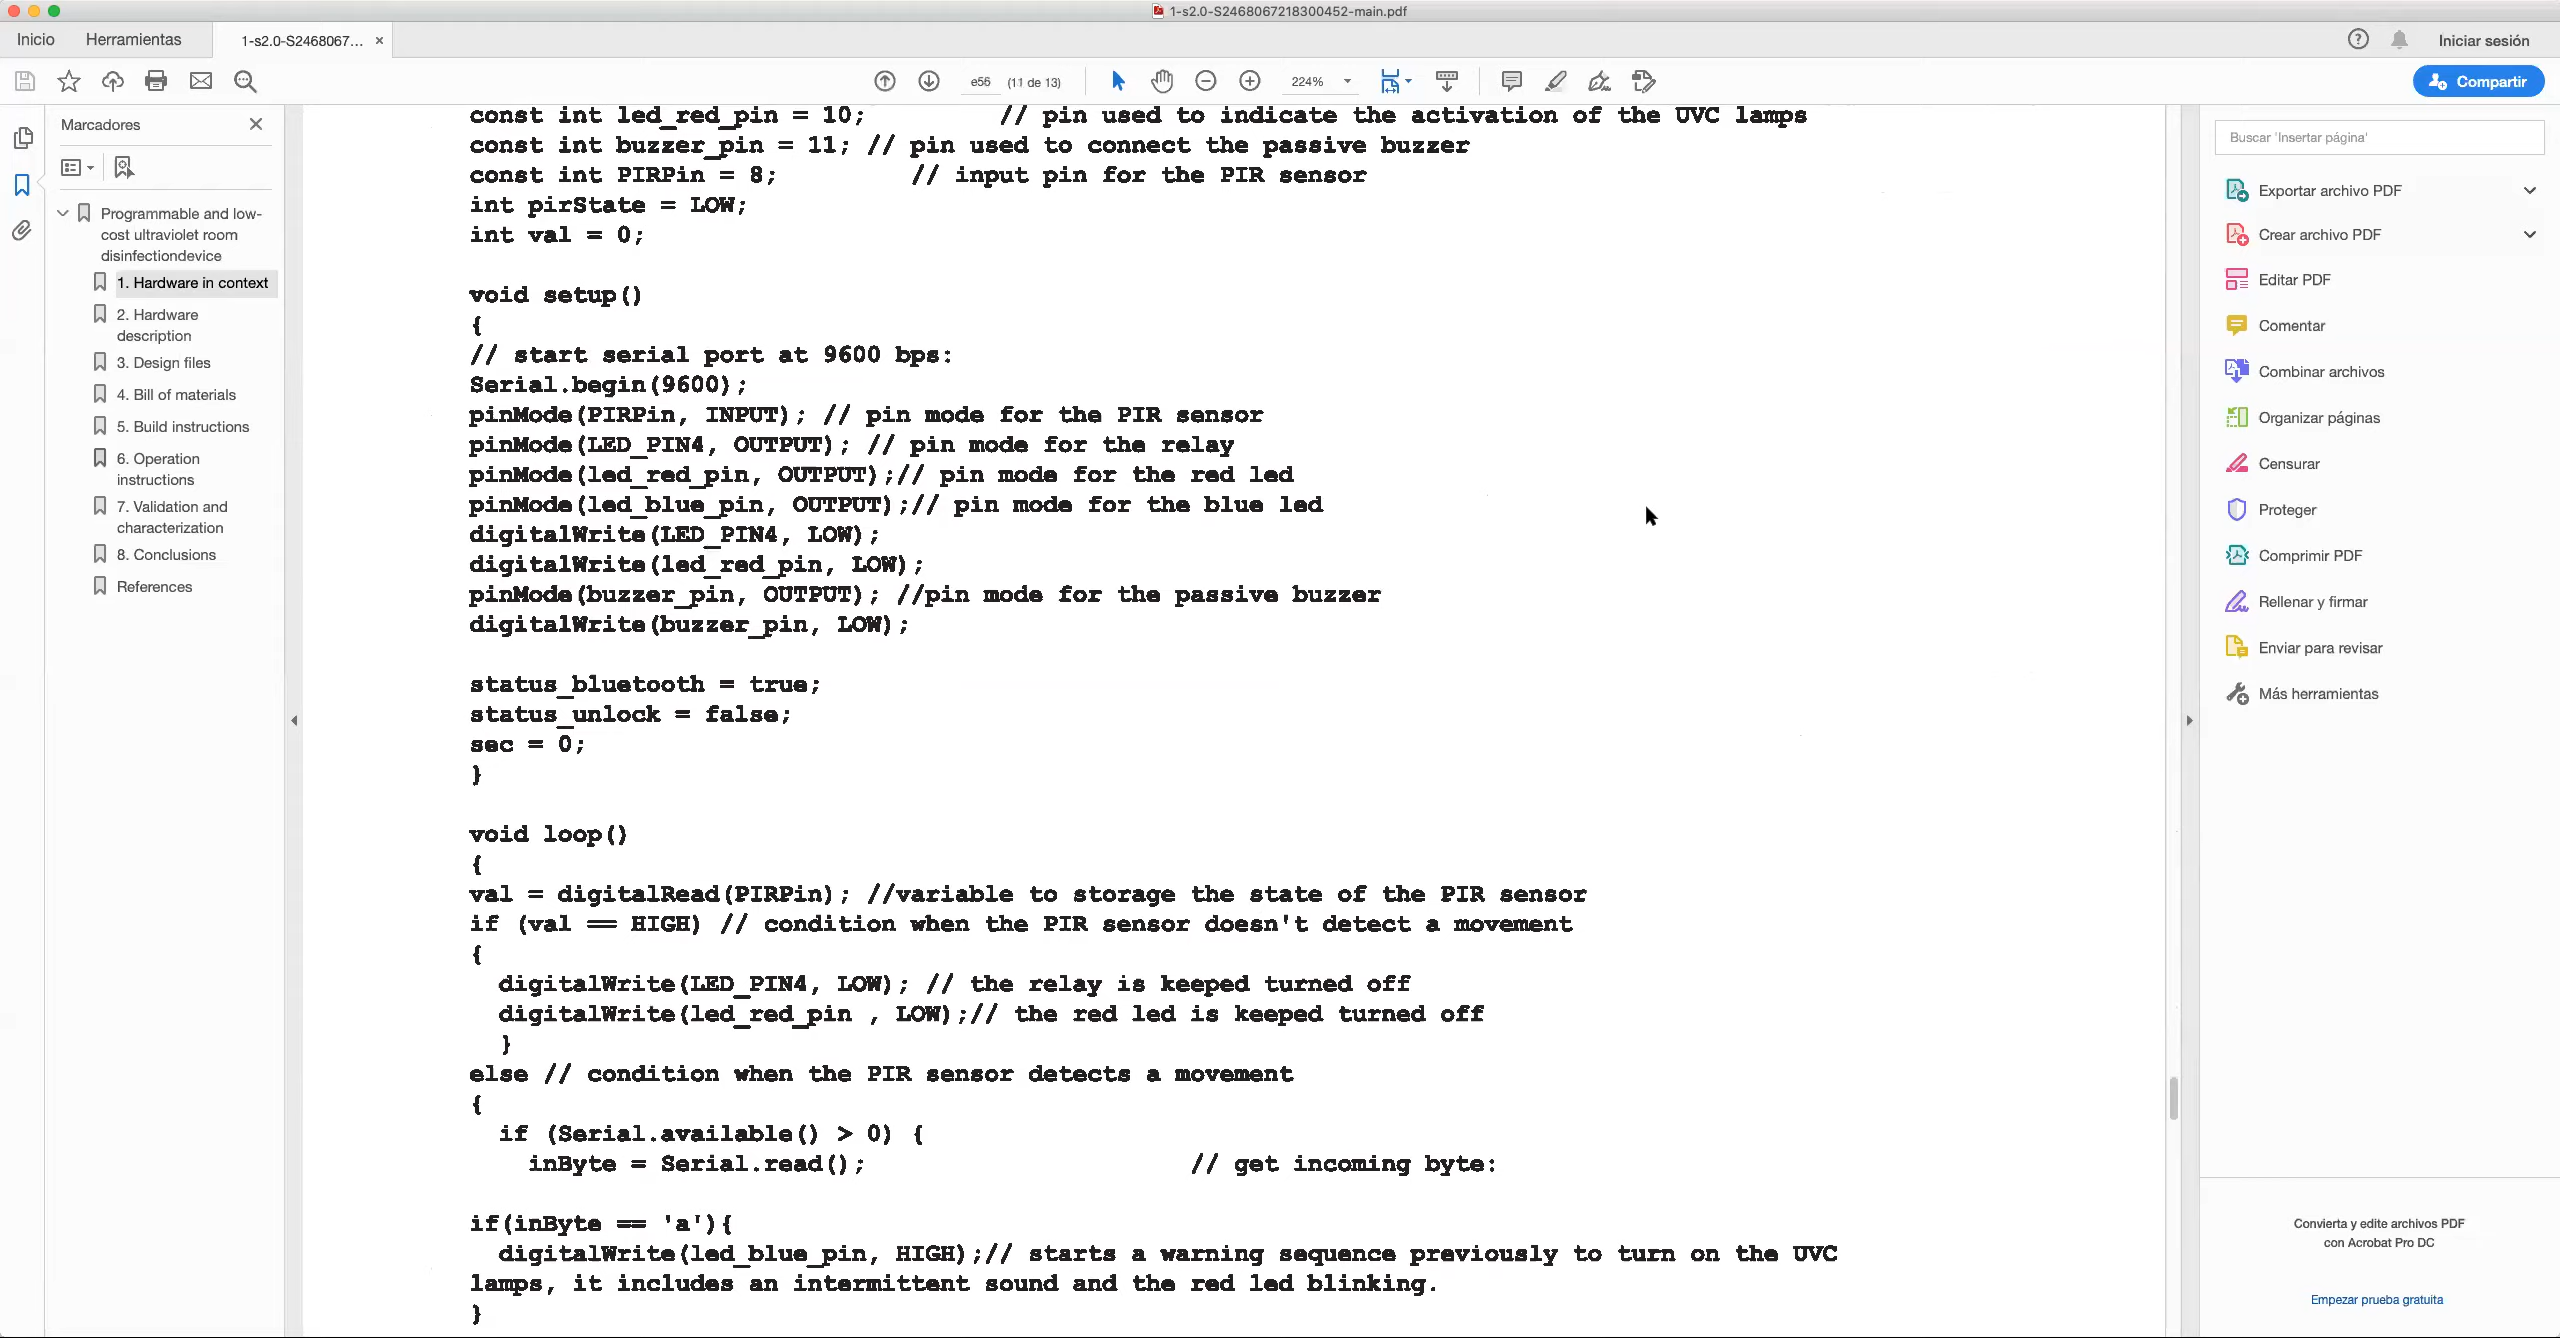 1-s2.0-S2468067218300452-main.pdf
Inicio
Herramientas
1-s2.0-S2468067...
Iniciar sesión
e56
(11 de 13)
224%
Compartir
Marcadores
Programmable and low-
cost ultraviolet room
disinfectiondevice
1. Hardware in context
2. Hardware
description
3. Design files
4. Bill of materials
5. Build instructions
6. Operation
instructions
7. Validation and
characterization
8. Conclusions
References
const int led_red_pin = 10; // pin used to indicate the activation of the UVC lamps
const int buzzer_pin = 11; // pin used to connect the passive buzzer
const int PIRPin = 8; // input pin for the PIR sensor
int pirState = LOW;
int val = 0;
void setup()
{
// start serial port at 9600 bps:
Serial.begin(9600);
pinMode(PIRPin, INPUT); // pin mode for the PIR sensor
pinMode(LED_PIN4, OUTPUT); // pin mode for the relay
pinMode(led_red_pin, OUTPUT);// pin mode for the red led
pinMode(led_blue_pin, OUTPUT);// pin mode for the blue led
digitalWrite(LED_PIN4, LOW);
digitalWrite(led_red_pin, LOW);
pinMode(buzzer_pin, OUTPUT); //pin mode for the passive buzzer
digitalWrite(buzzer_pin, LOW);
status_bluetooth = true;
status_unlock = false;
sec = 0;
}
void loop()
{
val = digitalRead(PIRPin); //variable to storage the state of the PIR sensor
if (val == HIGH) // condition when the PIR sensor doesn't detect a movement
{
digitalWrite(LED_PIN4, LOW); // the relay is keeped turned off
digitalWrite(led_red_pin , LOW);// the red led is keeped turned off
}
else // condition when the PIR sensor detects a movement
{
if (Serial.available() > 0) {
inByte = Serial.read(); // get incoming byte:
if(inByte == 'a'){
digitalWrite(led_blue_pin, HIGH);// starts a warning sequence previously to turn on the UVC
lamps, it includes an intermittent sound and the red led blinking.
}
Buscar 'Insertar página'
Exportar archivo PDF
Crear archivo PDF
Editar PDF
Comentar
Combinar archivos
Organizar páginas
Censurar
Proteger
Comprimir PDF
Rellenar y firmar
Enviar para revisar
Más herramientas
Convierta y edite archivos PDF
con Acrobat Pro DC
Empezar prueba gratuita